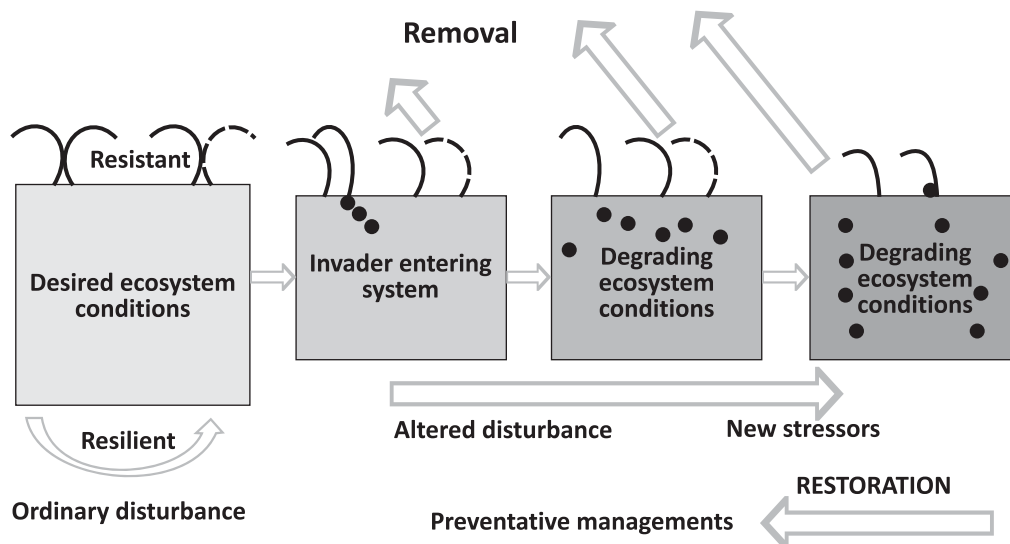 Removal
Resistant
Desired ecosystem
conditions
Invader entering
system
Degrading
ecosystem
conditions
Degrading
ecosystem
conditions
Resilient
Ordinary disturbance
Altered disturbance
New stressors
RESTORATION
Preventative managements